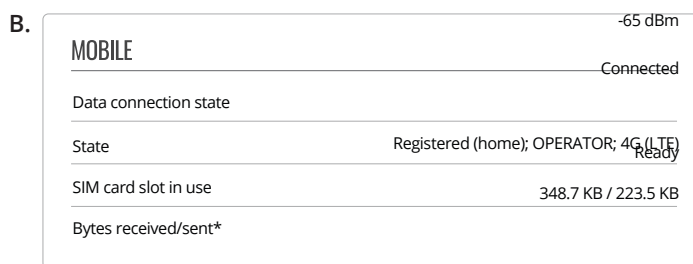 B.
-65 dBm
MOBILE
Connected
Data connection state
State
Registered (home); OPERATOR; 4G (LTE)
Ready
SIM card slot in use
348.7 KB / 223.5 KB
Bytes received/sent*